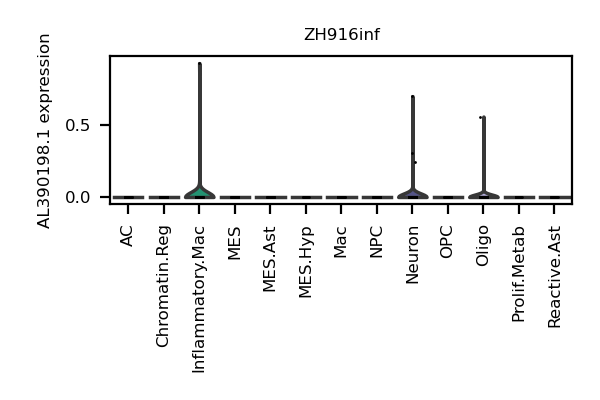 ZH916inf
AL390198.1 expression
0.5
0.0
AC
Chromatin.Reg
Inflammatory.Mac
MES
MES.Ast
MES.Hyp
Mac
NPC
Neuron
OPC
Oligo
Prolif.Metab
Reactive.Ast